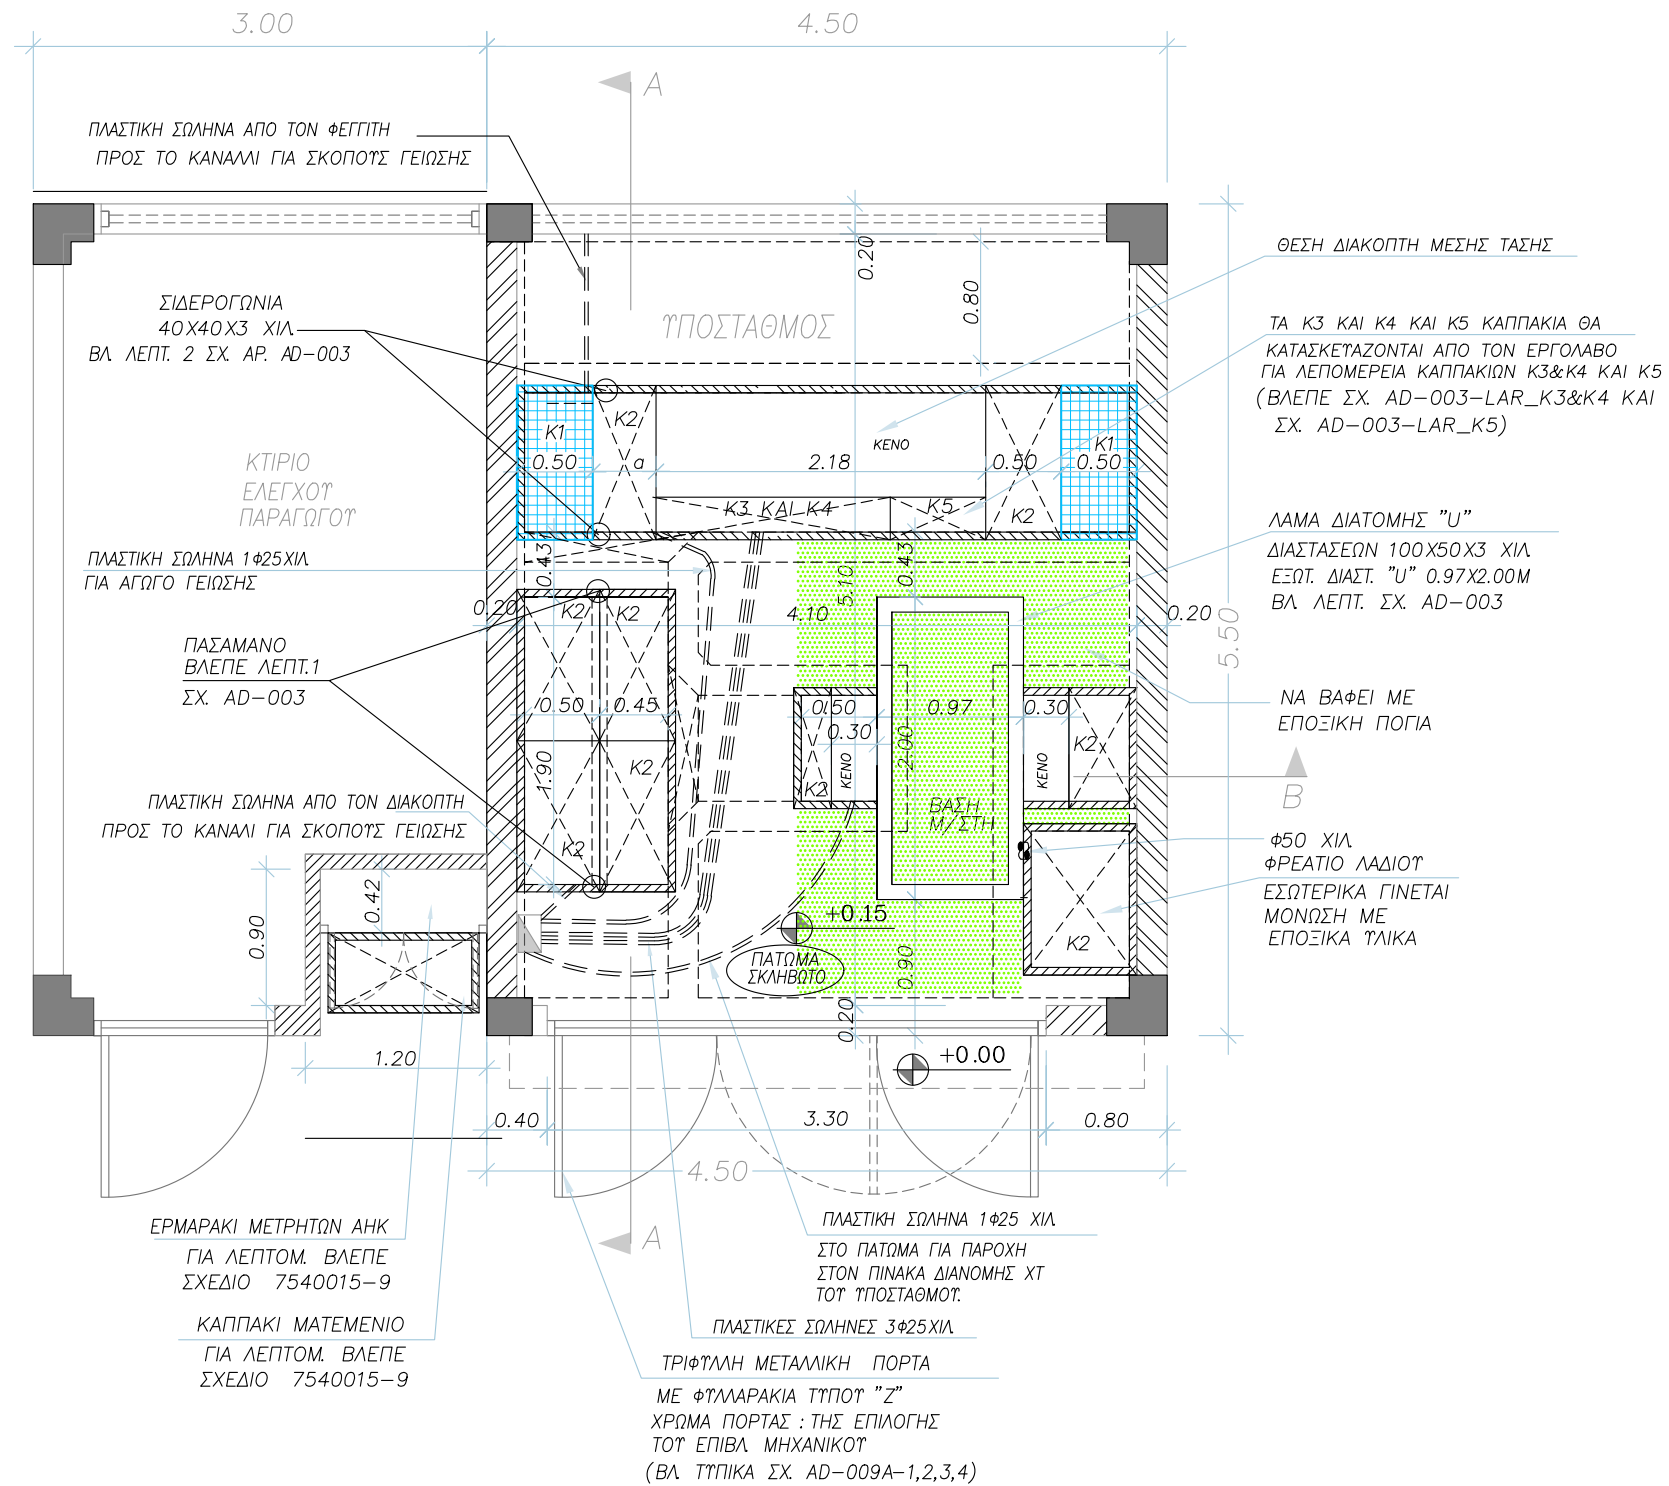 3.00
4.50
A
ΠΛΑΣΤΙΚΗ ΣΩΛΗΝΑ ΑΠΟ ΤΟΝ ΦΕΓΓΙΤΗ
ΠΡΟΣ ΤΟ ΚΑΝΑΛΛΙ ΓΙΑ ΣΚΟΠΟΥΣ ΓΕΙΩΣΗΣ
0.20
0.80
ΘΕΣΗ ΔΙΑΚΟΠΤΗ ΜΕΣΗΣ ΤΑΣΗΣ
ΣΙΔΕΡΟΓΩΝΙΑ
40Χ40Χ3 ΧΙΛ.
ΒΛ. ΛΕΠΤ. 2 ΣΧ. ΑΡ. AD-003
ΥΠΟΣΤΑΘΜΟΣ
ΤΑ Κ3 ΚΑΙ Κ4 ΚΑΙ Κ5 ΚΑΠΠΑΚΙΑ ΘΑ
ΚΑΤΑΣΚΕΥΑΖΟΝΤΑΙ ΑΠΟ ΤΟΝ ΕΡΓΟΛΑΒΟ
ΓΙΑ ΛΕΠΟΜΕΡΕΙΑ ΚΑΠΠΑΚΙΩΝ Κ3&Κ4 ΚΑΙ Κ5
(ΒΛΕΠΕ ΣΧ. AD-003-LAR_K3&K4 ΚΑΙ
ΣΧ. AD-003-LAR_K5)
K1
K2
ΚΕΝΟ
K1
0.50
a
2.18
0.50
0.50
Κ3 ΚΑΙ Κ4
K5
K2
ΚΤΙΡΙΟ
ΕΛΕΓΧΟΥ
ΠΑΡΑΓΩΓΟΥ
ΛΑΜΑ ΔΙΑΤΟΜΗΣ "U"
ΔΙΑΣΤΑΣΕΩΝ 100Χ50Χ3 ΧΙΛ.
ΕΞΩΤ. ΔΙΑΣΤ. "U" 0.97Χ2.00Μ
ΒΛ. ΛΕΠΤ. ΣΧ. AD-003
ΠΛΑΣΤΙΚΗ ΣΩΛΗΝΑ 1Φ25ΧΙΛ.
ΓΙΑ ΑΓΩΓΟ ΓΕΙΩΣΗΣ
0.43
5.10
0.43
0.20
K2
K2
4.10
0.20
5.50
ΠΑΣΑΜΑΝΟ
ΒΛΕΠΕ ΛΕΠΤ.1
ΣΧ. AD-003
ΝΑ ΒΑΦΕΙ ΜΕ
ΕΠΟΞΙΚΗ ΠΟΓΙΑ
0.50
0.45
0.50
0.97
0.30
0.30
2.00
K2
1.90
K2
K2
ΚΕΝΟ
ΚΕΝΟ
B
ΠΛΑΣΤΙΚΗ ΣΩΛΗΝΑ ΑΠΟ ΤΟΝ ΔΙΑΚΟΠΤΗ
ΠΡΟΣ ΤΟ ΚΑΝΑΛΙ ΓΙΑ ΣΚΟΠΟΥΣ ΓΕΙΩΣΗΣ
ΒΑΣΗ
Μ/ΣΤΗ
K2
Φ50 ΧΙΛ.
ΦΡΕΑΤΙΟ ΛΑΔΙΟΥ
ΕΣΩΤΕΡΙΚΑ ΓΙΝΕΤΑΙ
ΜΟΝΩΣΗ ΜΕ
ΕΠΟΞΙΚΑ ΥΛΙΚΑ
0.42
0.90
+0.15
K2
ΠΑΤΩΜΑ
ΣΚΛΗΒΩΤΟ
0.90
0.20
1.20
+0.00
0.40
3.30
0.80
4.50
A
ΕΡΜΑΡΑΚΙ ΜΕΤΡΗΤΩΝ ΑΗΚ
ΓΙΑ ΛΕΠΤΟΜ. ΒΛΕΠΕ
ΣΧΕΔΙΟ 7540015-9
ΚΑΠΠΑΚΙ ΜΑΤΕΜΕΝΙΟ
ΓΙΑ ΛΕΠΤΟΜ. ΒΛΕΠΕ
ΣΧΕΔΙΟ 7540015-9
ΠΛΑΣΤΙΚΗ ΣΩΛΗΝΑ 1Φ25 ΧΙΛ.
ΣΤΟ ΠΑΤΩΜΑ ΓΙΑ ΠΑΡΟΧΗ
ΣΤΟΝ ΠΙΝΑΚΑ ΔΙΑΝΟΜΗΣ ΧΤ
ΤΟΥ ΥΠΟΣΤΑΘΜΟΥ.
ΠΛΑΣΤΙΚΕΣ ΣΩΛΗΝΕΣ 3Φ25ΧΙΛ.
ΤΡΙΦΥΛΛΗ ΜΕΤΑΛΛΙΚΗ ΠΟΡΤΑ
ΜΕ ΦΥΛΛΑΡΑΚΙΑ ΤΥΠΟΥ "Ζ"
ΧΡΩΜΑ ΠΟΡΤΑΣ : ΤΗΣ ΕΠΙΛΟΓΗΣ
ΤΟΥ ΕΠΙΒΛ. ΜΗΧΑΝΙΚΟΥ
(ΒΛ. ΤΥΠΙΚΑ ΣΧ. AD-009A-1,2,3,4)